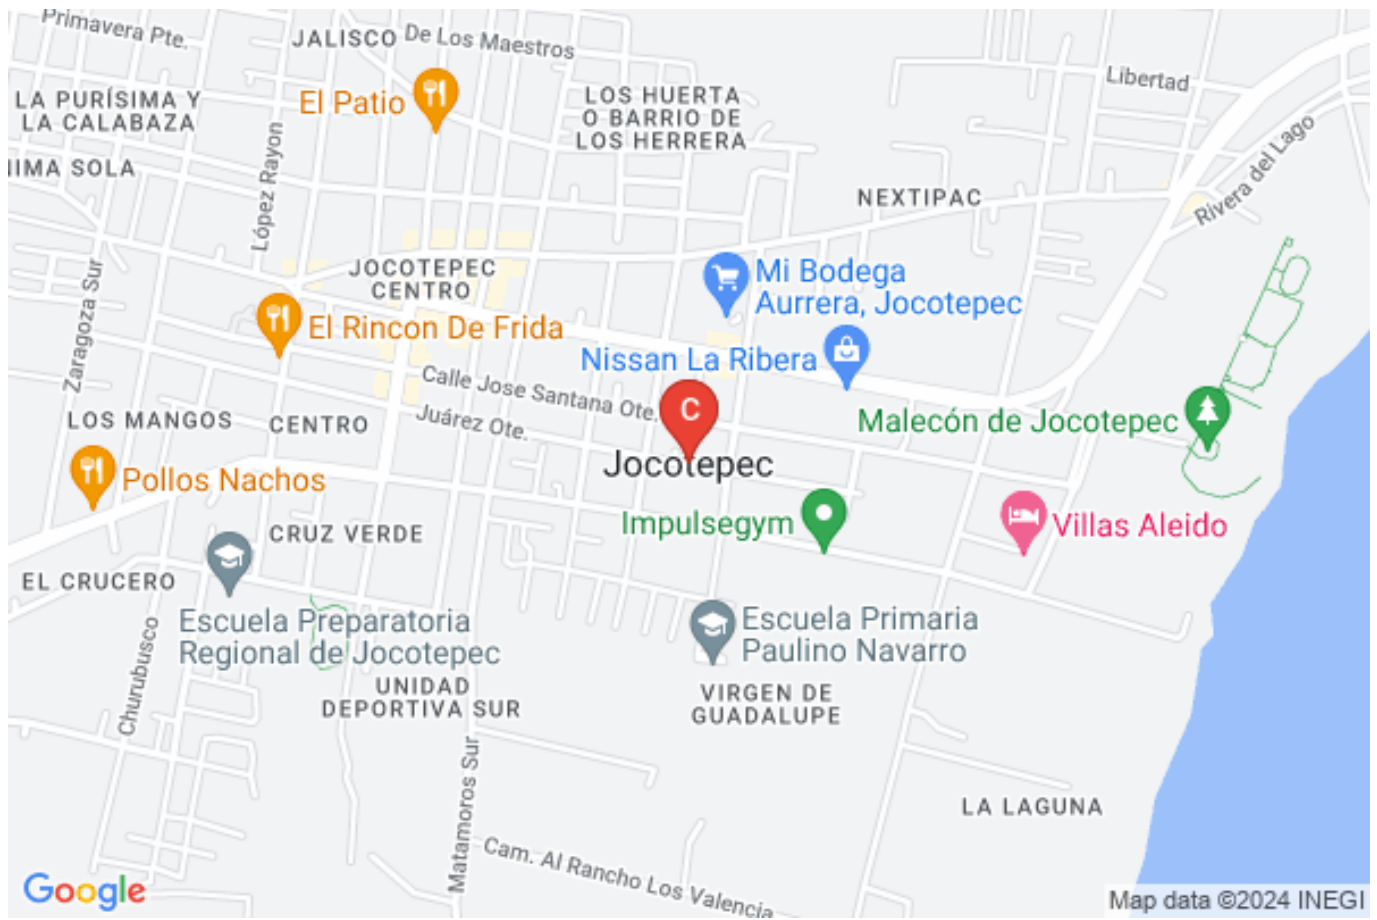 Primavera Pte.
JALISCO
De Los Maestros
Libertad
LA PURÍSIMA Y
LA CALABAZA
El Patio
LOS HUERTA
O BARRIO DE
LOS HERRERA
NIMA SOLA
López Rayon
NEXTIPAC
Rivera del Lago
Zaragoza Sur
JOCOTEPEC
CENTRO
Mi Bodega
Aurrera, Jocotepec
El Rincon De Frida
Nissan La Ribera
Calle Jose Santana Ote.
Juárez Ote.
C
LOS MANGOS
CENTRO
Malecón de Jocotepec
Jocotepec
Pollos Nachos
Impulsegym
Villas Aleido
CRUZ VERDE
EL CRUCERO
Escuela Preparatoria
Regional de Jocotepec
Escuela Primaria
Paulino Navarro
Churubusco
UNIDAD
DEPORTIVA SUR
VIRGEN DE
GUADALUPE
Matamoros Sur
LA LAGUNA
Cam. Al Rancho Los Valencia
Google
Map data ©2024 INEGI